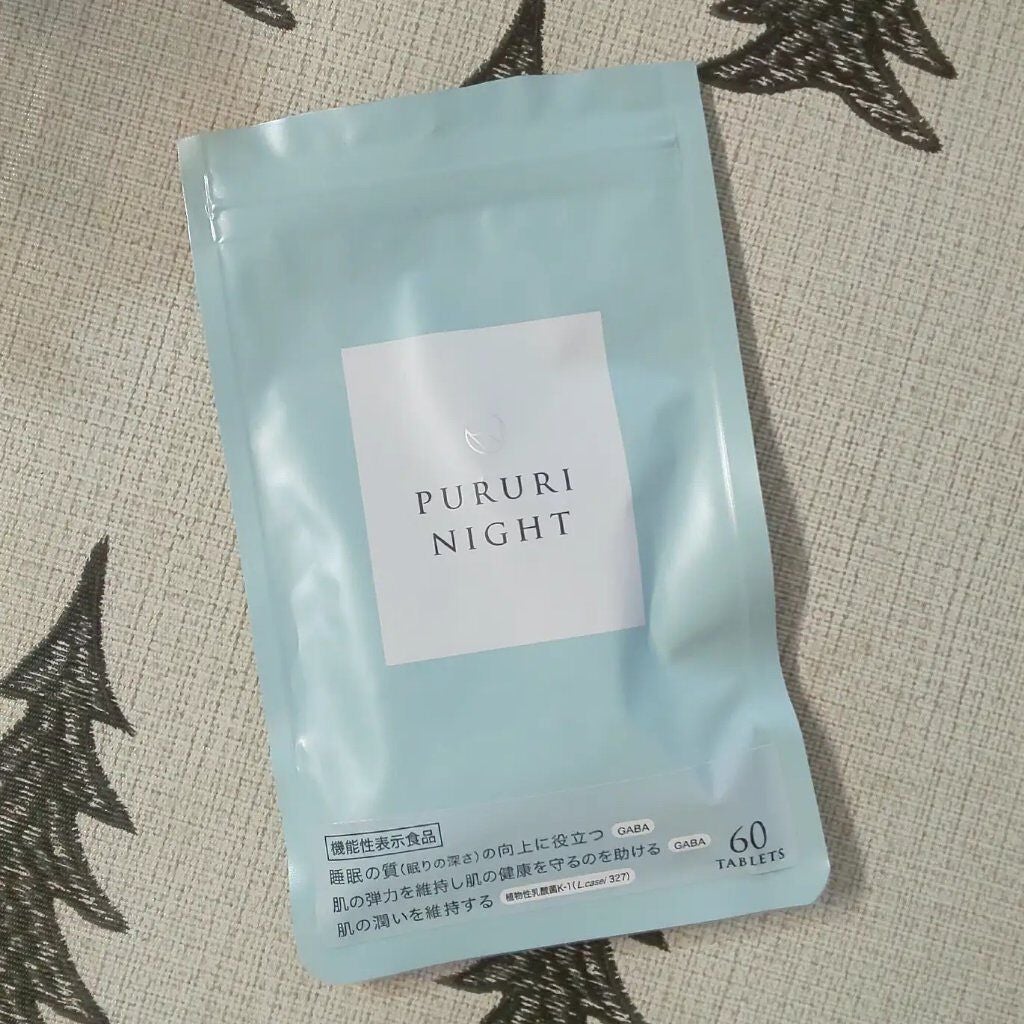 PURURI
NIGHT
機能性表示食品
睡眠の質(眠りの深さ)の向上に役立つ GABA
肌の弾力を維持し肌の健康を守るのを助ける GABA
肌の潤いを維持する 植物性乳酸菌K-1(L.casei 327)
60
TABLETS